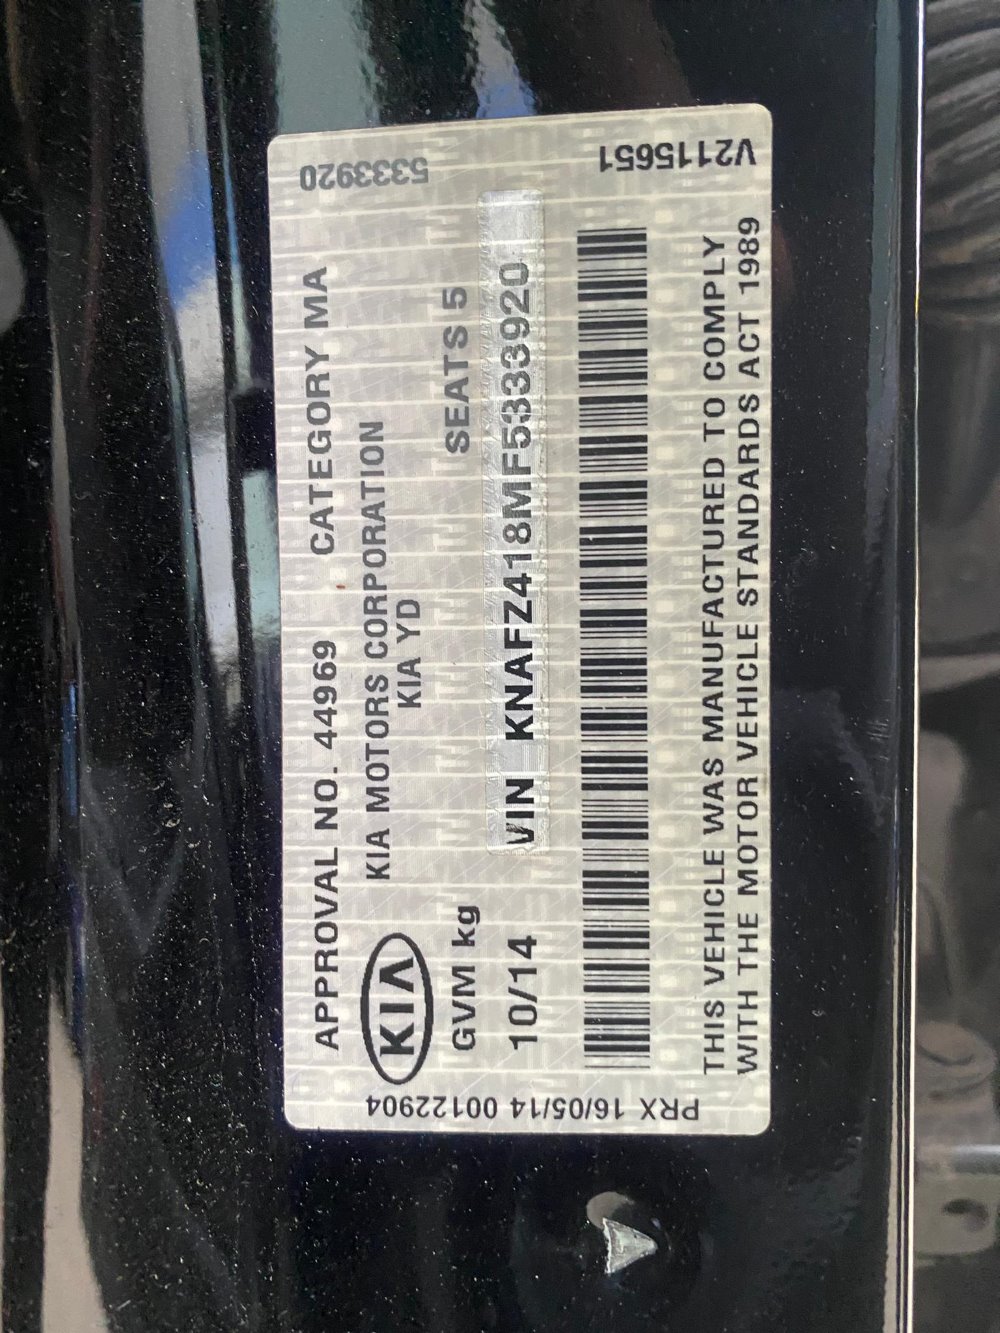 APPROVAL NO. 44969 CATEGORY MA
KIA MOTORS CORPORATION
KIA KIA YD
GVM kg SEATS 5
10/14 VIN KNAFZ418MF5333920
THIS VEHICLE WAS MANUFACTURED TO COMPLY
WITH THE MOTOR VEHICLE STANDARDS ACT 1989
PRX 16/05/14 00122904
5333920
V2115651